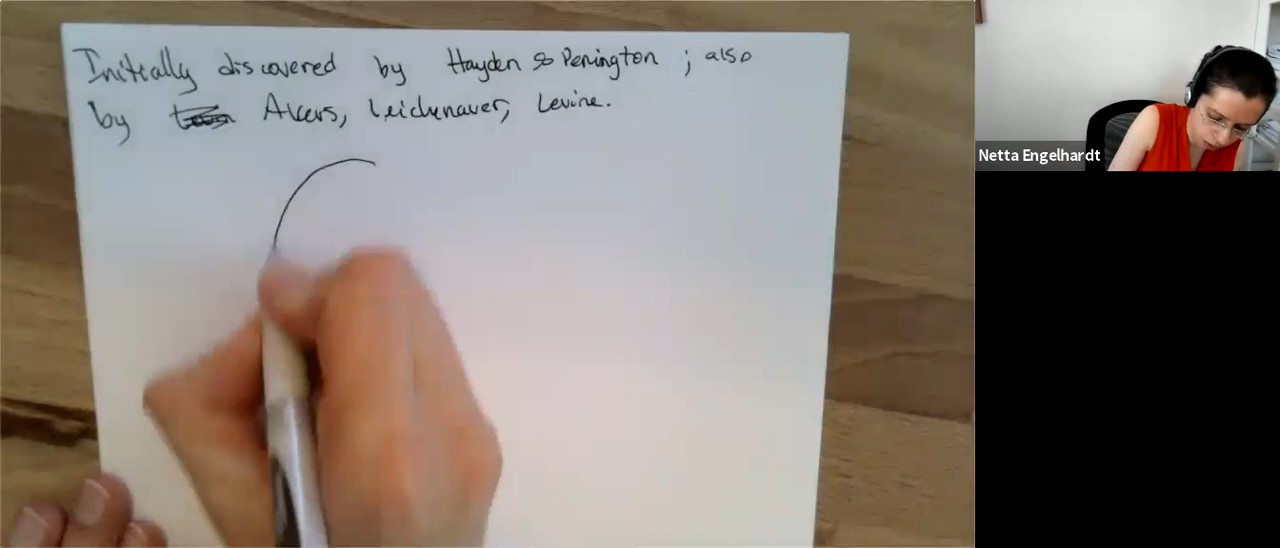 Initially discovered by Hayden & Penington ; also
by Akers, Leichenauer, Levine.
Netta Engelhardt